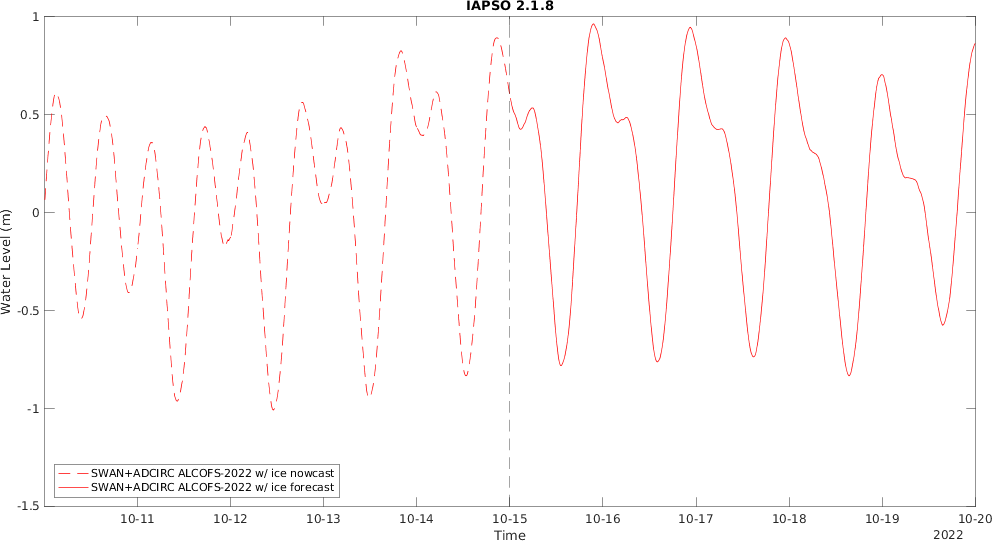 IAPSO 2.1.8
1
0.5
0
-0.5
-1
-1.5
Water Level (m)
SWAN+ADCIRC ALCOFS-2022 w/ ice nowcast
SWAN+ADCIRC ALCOFS-2022 w/ ice forecast
10-11 10-12 10-13 10-14 10-15 10-16 10-17 10-18 10-19 10-20
Time
2022